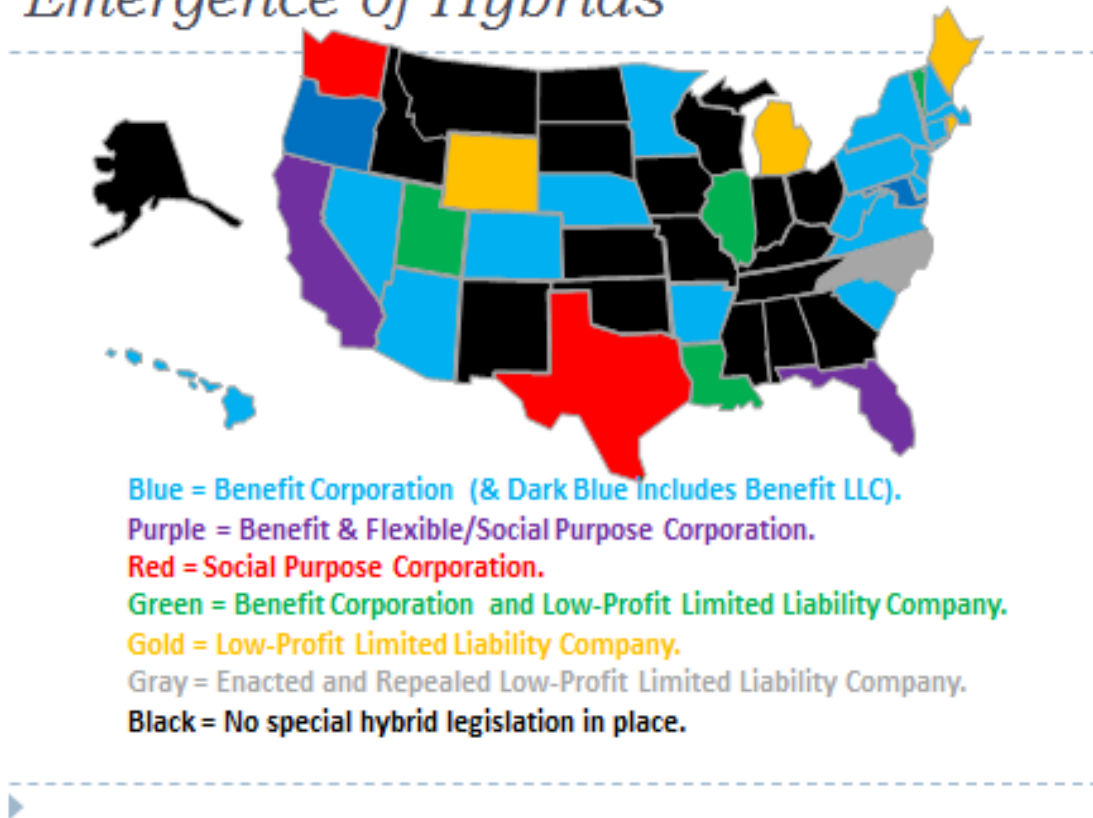 Emergence of Hybrids
Blue = Benefit Corporation (& Dark Blue Includes Benefit LLC).
Purple = Benefit & Flexible/Social Purpose Corporation.
Red = Social Purpose Corporation.
Green = Benefit Corporation and Low-Profit Limited Liability Company.
Gold = Low-Profit Limited Liability Company.
Gray = Enacted and Repealed Low-Profit Limited Liability Company.
Black = No special hybrid legislation in place.